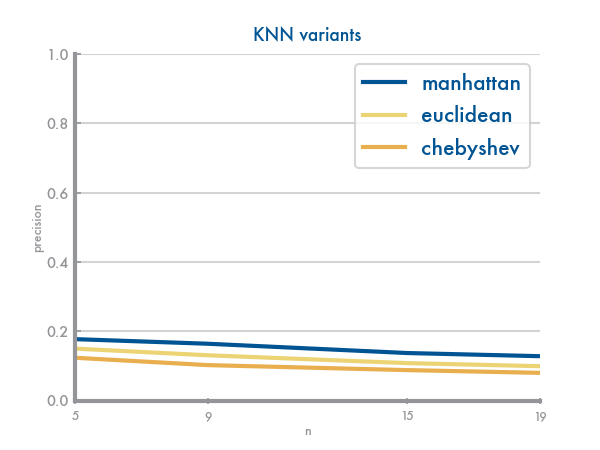 KNN variants
1.0
0.8
0.6
0.4
0.2
0.0
precision
manhattan
euclidean
chebyshev
5 9 15 19
n